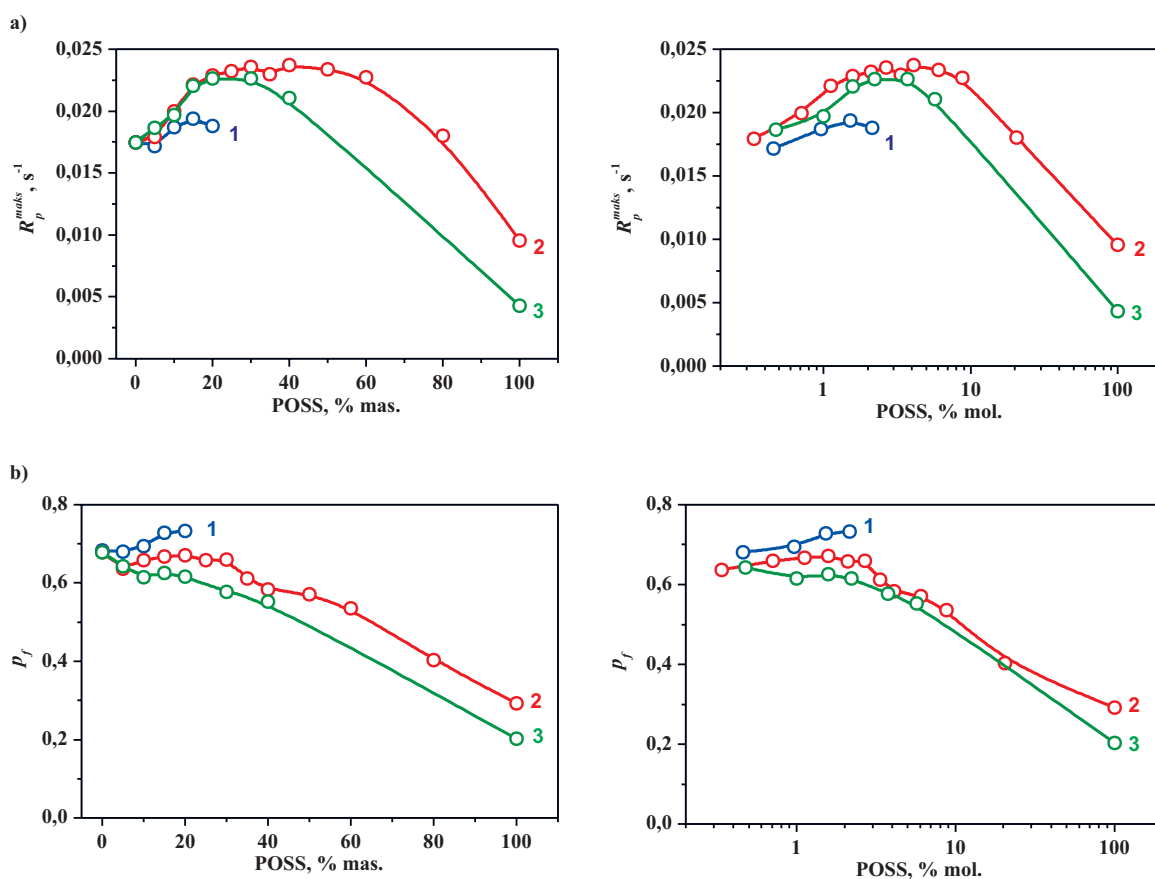 a)
0,025
0,020
0,015
0,010
0,005
0,000
R_p^maks, s^-1
0 20 40 60 80 100
POSS, % mas.
1
2
3
0,025
0,020
0,015
0,010
0,005
0,000
R_p^maks, s^-1
1 10 100
POSS, % mol.
1
2
3
b)
0,8
0,6
0,4
0,2
0,0
p_f
0 20 40 60 80 100
POSS, % mas.
1
2
3
0,8
0,6
0,4
0,2
0,0
p_f
1 10 100
POSS, % mol.
1
2
3